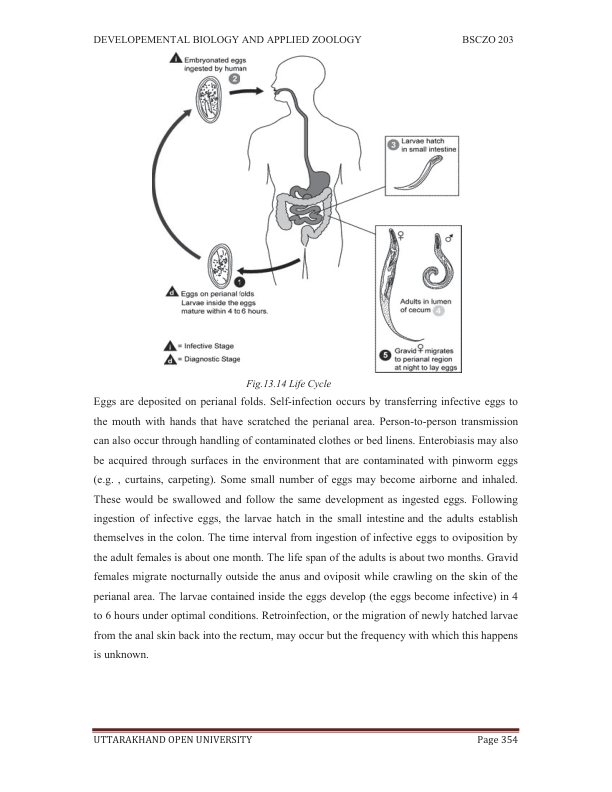 DEVELOPEMENTAL BIOLOGY AND APPLIED ZOOLOGY BSCZO 203
i Embryonated eggs
ingested by human
2
3 Larvae hatch
in small intestine
♀ ♂
Adults in lumen
of cecum 4
5 Gravid ♀ migrates
to perianal region
at night to lay eggs
1
d Eggs on perianal folds
Larvae inside the eggs
mature within 4 to 6 hours.
i = Infective Stage
d = Diagnostic Stage
Fig.13.14 Life Cycle
Eggs are deposited on perianal folds. Self-infection occurs by transferring infective eggs to
the mouth with hands that have scratched the perianal area. Person-to-person transmission
can also occur through handling of contaminated clothes or bed linens. Enterobiasis may also
be acquired through surfaces in the environment that are contaminated with pinworm eggs
(e.g. , curtains, carpeting). Some small number of eggs may become airborne and inhaled.
These would be swallowed and follow the same development as ingested eggs. Following
ingestion of infective eggs, the larvae hatch in the small intestine and the adults establish
themselves in the colon. The time interval from ingestion of infective eggs to oviposition by
the adult females is about one month. The life span of the adults is about two months. Gravid
females migrate nocturnally outside the anus and oviposit while crawling on the skin of the
perianal area. The larvae contained inside the eggs develop (the eggs become infective) in 4
to 6 hours under optimal conditions. Retroinfection, or the migration of newly hatched larvae
from the anal skin back into the rectum, may occur but the frequency with which this happens
is unknown.
UTTARAKHAND OPEN UNIVERSITY Page 354